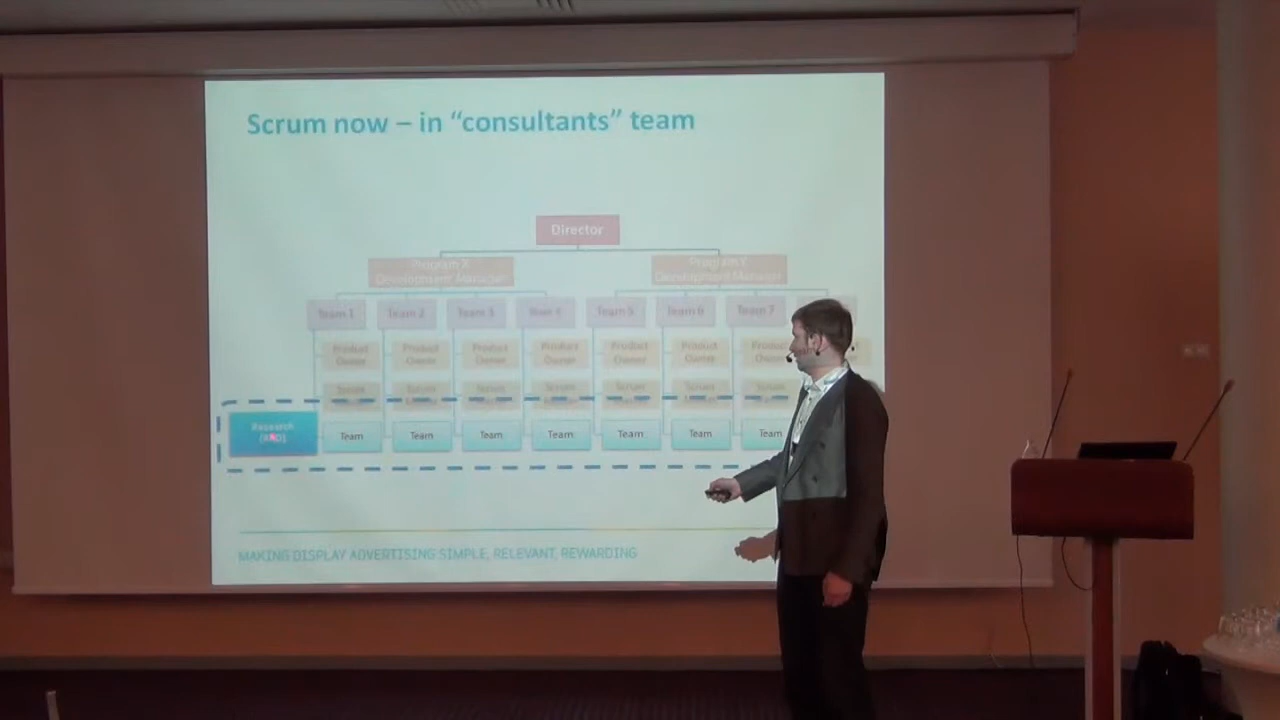 Scrum now – in “consultants” team
Director
Program X
Development Manager
Program Y
Development Manager
Team 1 Team 2 Team 3 Team 4 Team 5 Team 6 Team 7
Product Product Product Product Product Product
Owner Owner Owner Owner Owner Owner Owner
Scrum Scrum Scrum Scrum Scrum Scrum Scrum
Research
Team Team Team Team Team Team Team
MAKING DISPLAY ADVERTISING SIMPLE, RELEVANT, REWARDING